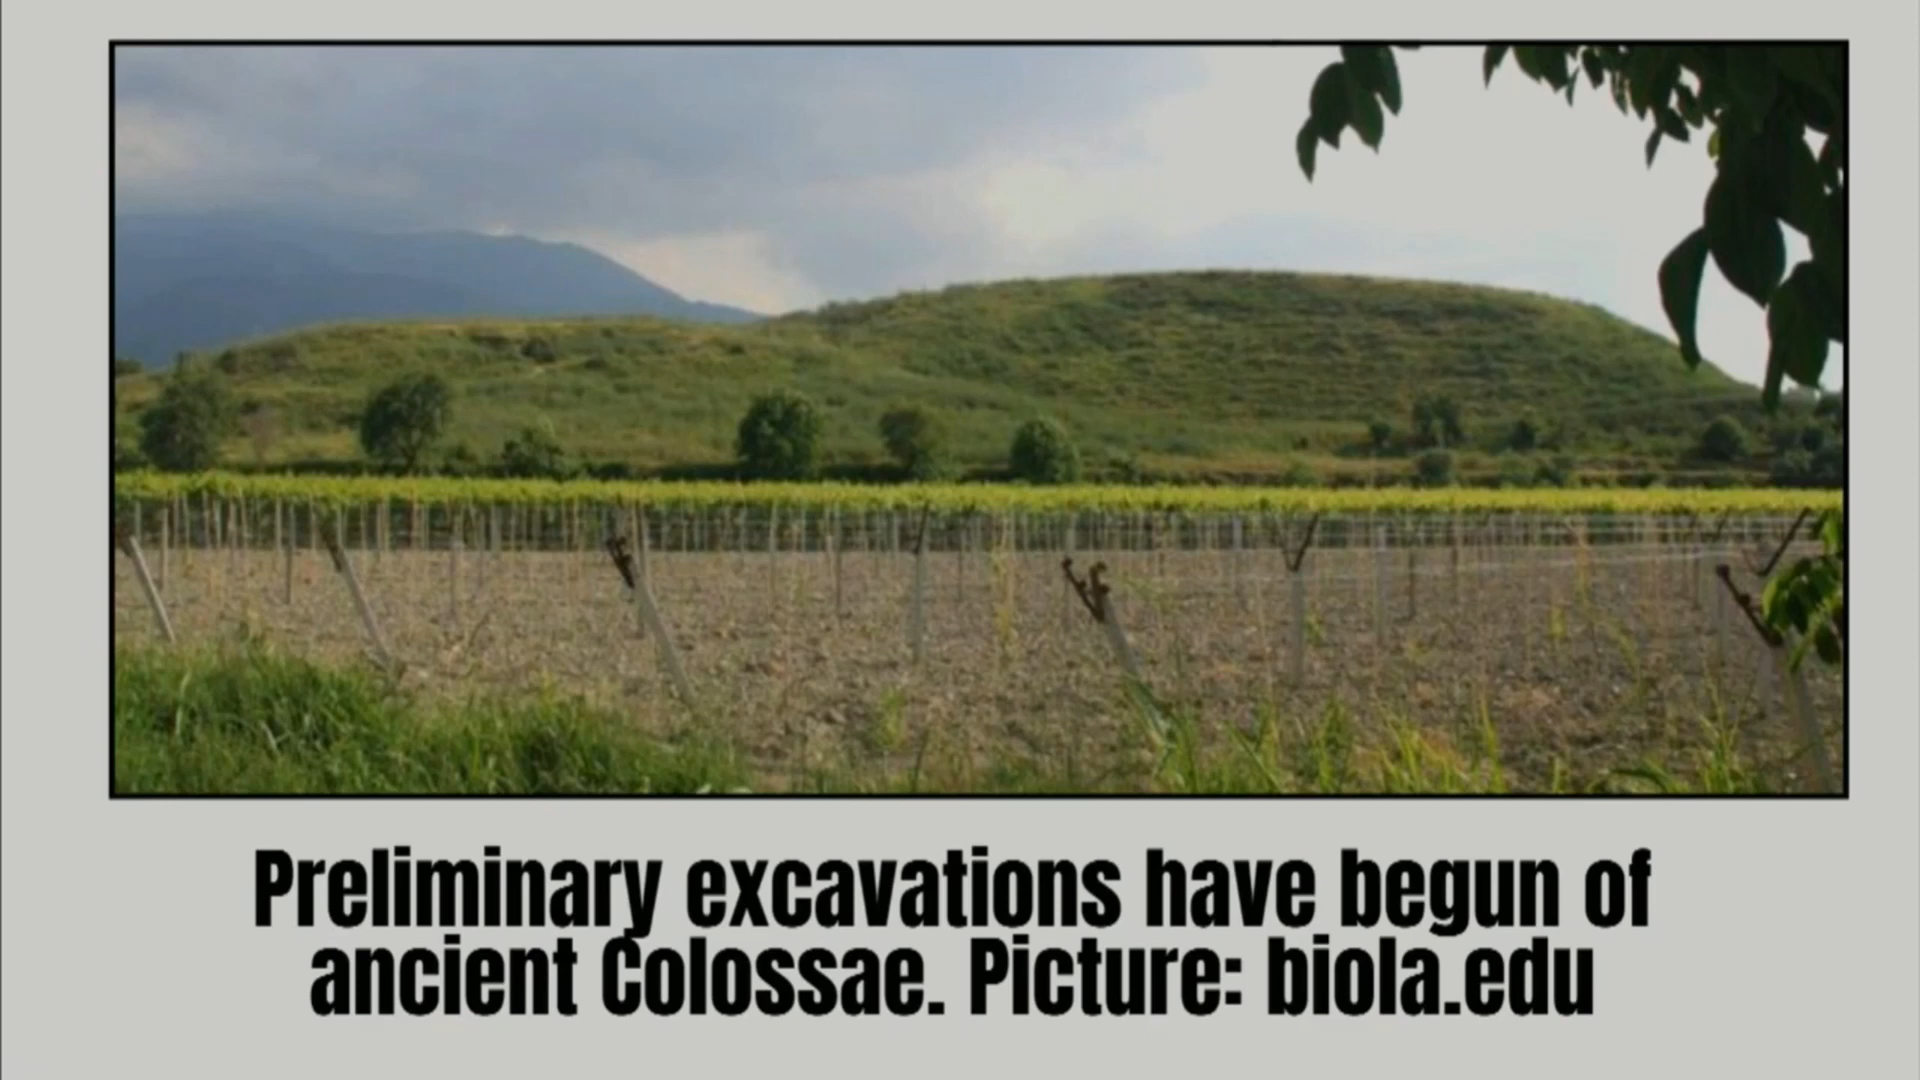 Preliminary excavations have begun of
ancient Colossae. Picture: biola.edu